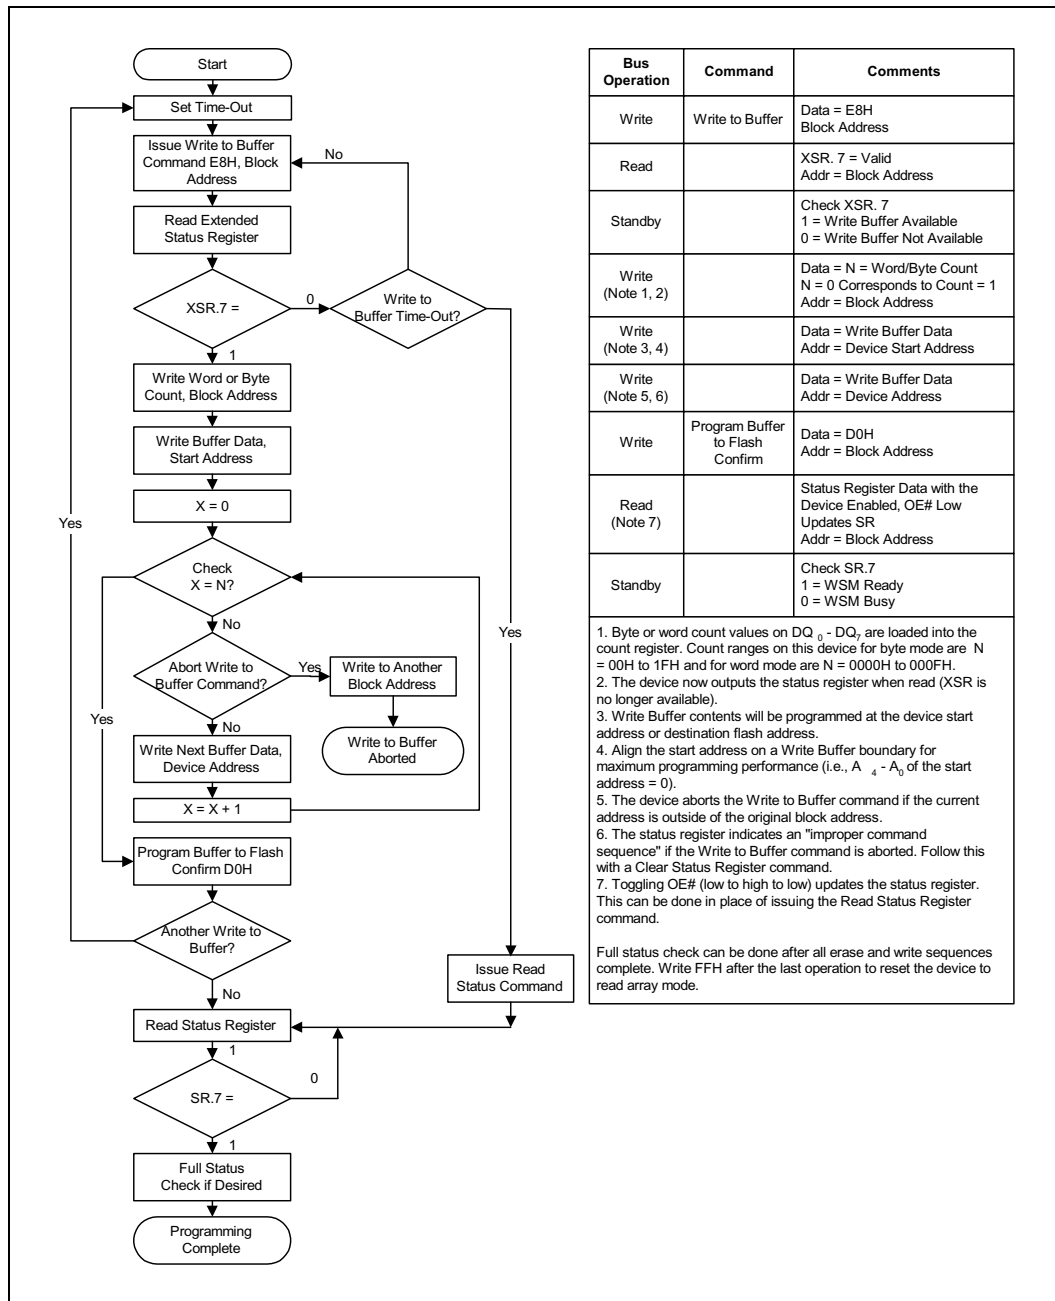 Start
Set Time-Out
Issue Write to Buffer
Command E8H, Block
Address
No
Read Extended
Status Register
XSR.7 =
0
Write to
Buffer Time-Out?
1
Write Word or Byte
Count, Block Address
Write Buffer Data,
Start Address
X = 0
Yes
Check
X = N?
No
Yes
Abort Write to
Buffer Command?
Yes
Write to Another
Block Address
Yes
No
Write to Buffer
Aborted
Write Next Buffer Data,
Device Address
X = X + 1
Program Buffer to Flash
Confirm D0H
Another Write to
Buffer?
Issue Read
Status Command
No
Read Status Register
1
SR.7 =
0
1
Full Status
Check if Desired
Programming
Complete
Bus
Operation
Command
Comments
Write
Write to Buffer
Data = E8H
Block Address
Read
XSR. 7 = Valid
Addr = Block Address
Standby
Check XSR. 7
1 = Write Buffer Available
0 = Write Buffer Not Available
Write
(Note 1, 2)
Data = N = Word/Byte Count
N = 0 Corresponds to Count = 1
Addr = Block Address
Write
(Note 3, 4)
Data = Write Buffer Data
Addr = Device Start Address
Write
(Note 5, 6)
Data = Write Buffer Data
Addr = Device Address
Write
Program Buffer
to Flash
Confirm
Data = D0H
Addr = Block Address
Read
(Note 7)
Status Register Data with the
Device Enabled, OE# Low
Updates SR
Addr = Block Address
Standby
Check SR.7
1 = WSM Ready
0 = WSM Busy
1. Byte or word count values on DQ 0 - DQ7 are loaded into the
count register. Count ranges on this device for byte mode are N
= 00H to 1FH and for word mode are N = 0000H to 000FH.
2. The device now outputs the status register when read (XSR is
no longer available).
3. Write Buffer contents will be programmed at the device start
address or destination flash address.
4. Align the start address on a Write Buffer boundary for
maximum programming performance (i.e., A 4 - A0 of the start
address = 0).
5. The device aborts the Write to Buffer command if the current
address is outside of the original block address.
6. The status register indicates an "improper command
sequence" if the Write to Buffer command is aborted. Follow this
with a Clear Status Register command.
7. Toggling OE# (low to high to low) updates the status register.
This can be done in place of issuing the Read Status Register
command.
Full status check can be done after all erase and write sequences
complete. Write FFH after the last operation to reset the device to
read array mode.